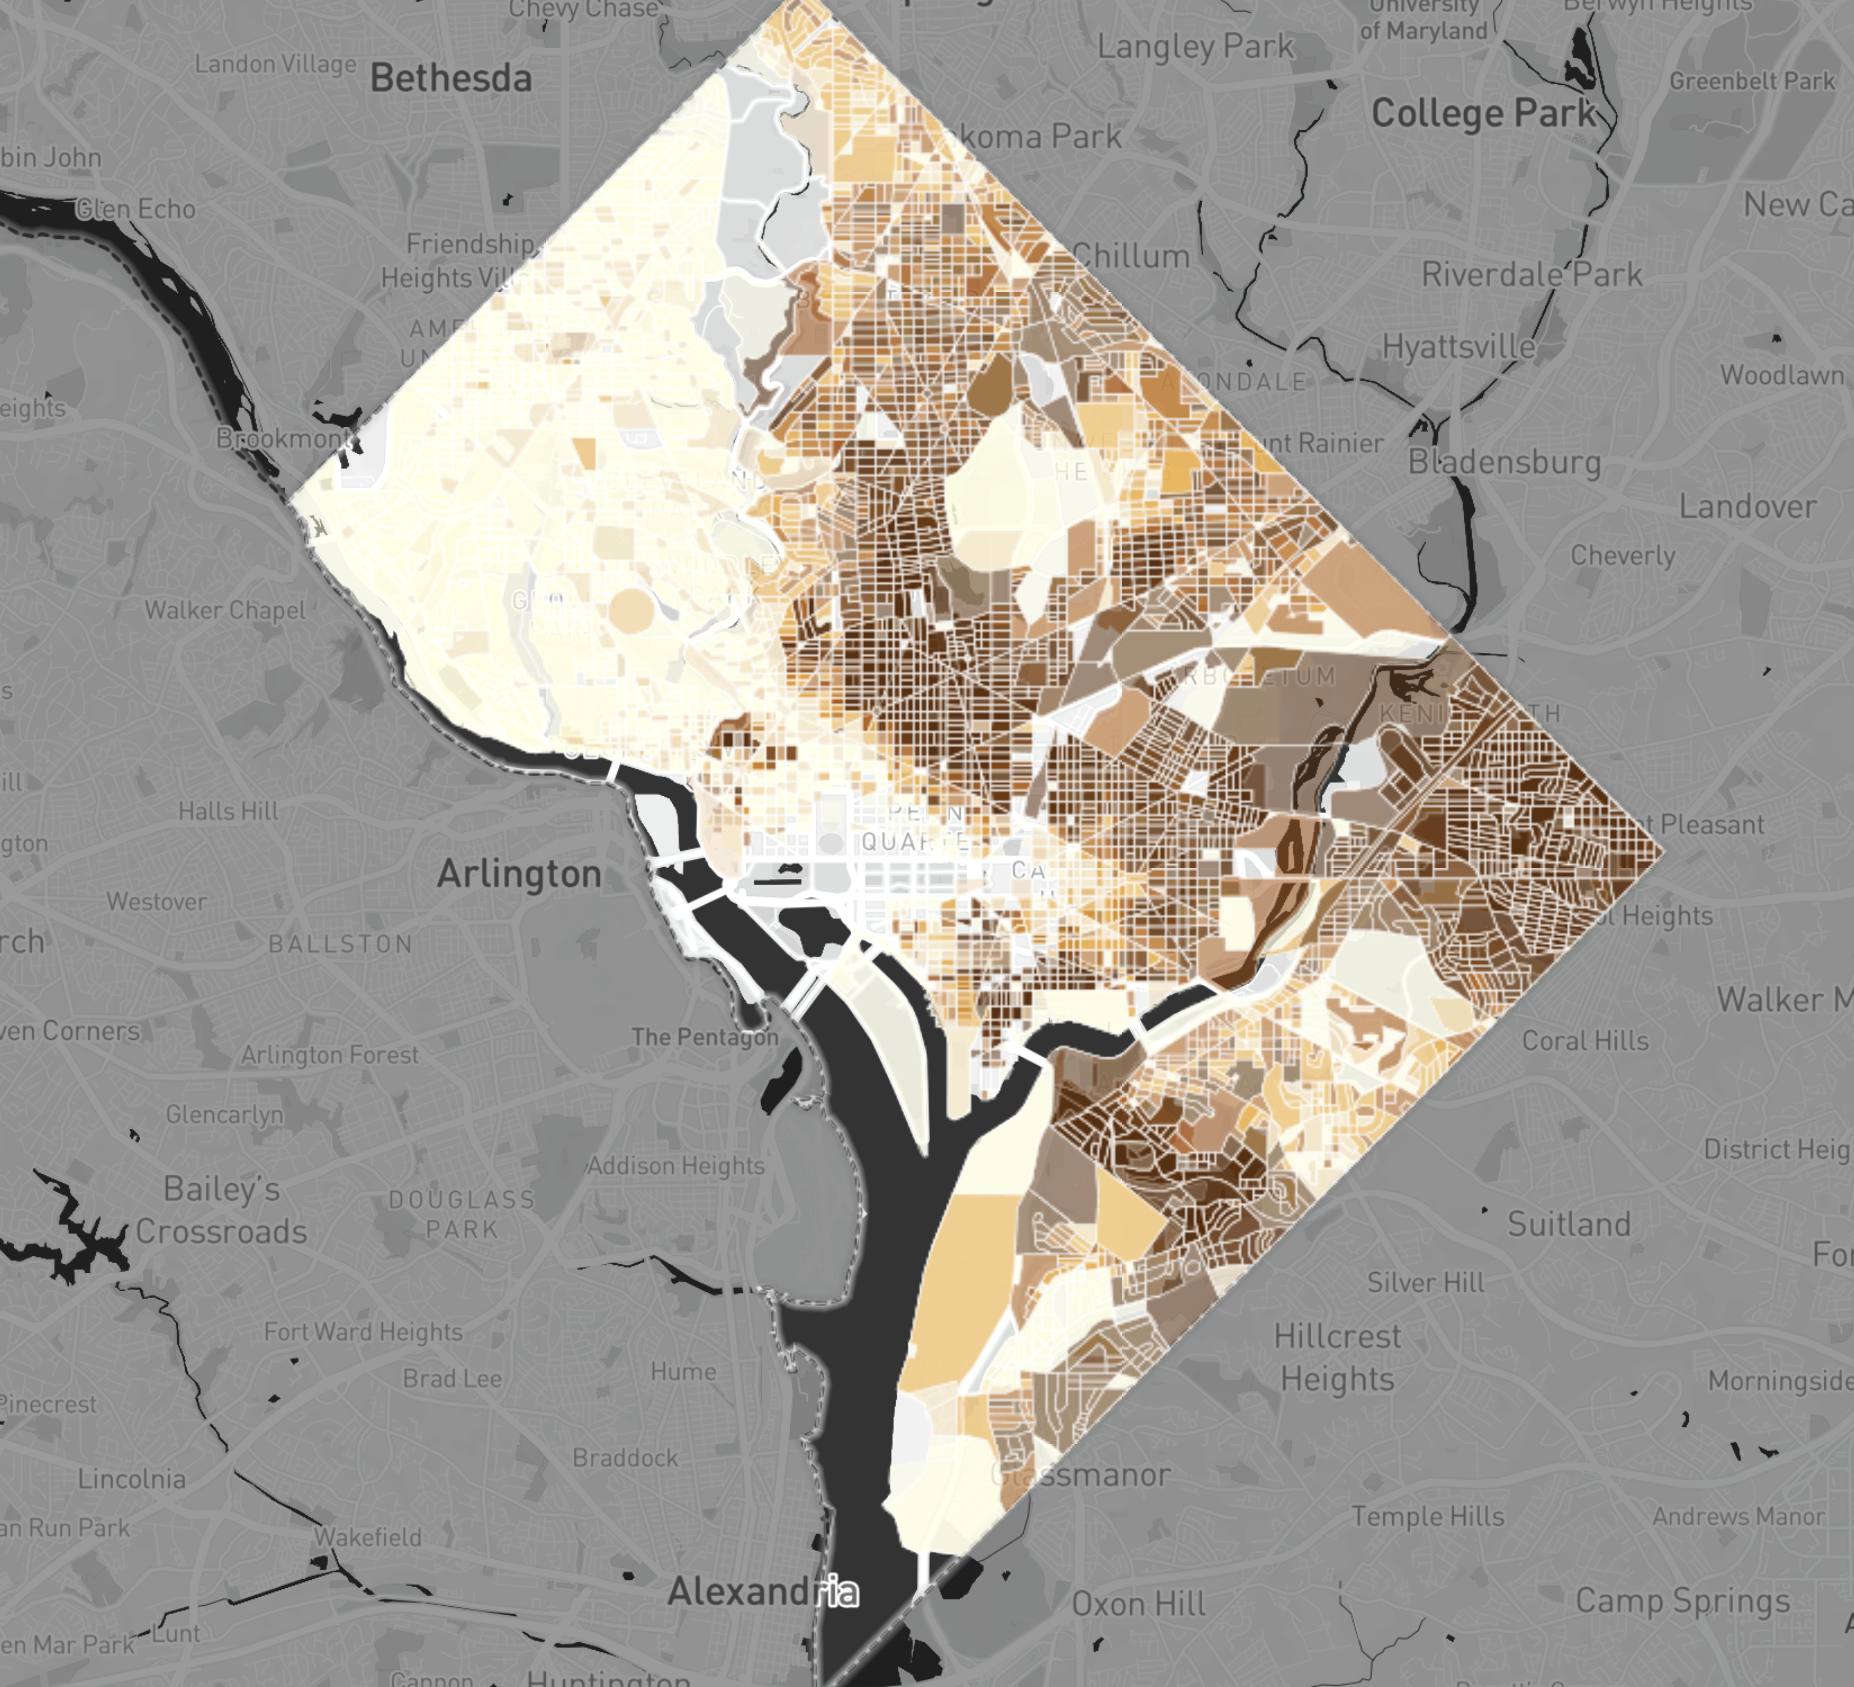 Chevy Chase
University
of Maryland
Berwyn Heights
Langley Park
Landon Village
Bethesda
Greenbelt Park
College Park
koma Park
bin John
New Ca
Glen Echo
Friendship
Heights Vill
Chillum
Riverdale Park
AME
U
Hyattsville
Woodlawn
ONDALE
eights
Brookmont
nt Rainier
Bladensburg
HE
Landover
Cheverly
Walker Chapel
RBORETUM
KENI
TH
Halls Hill
PENN
QUARTE
t Pleasant
gton
CA
Arlington
Westover
l Heights
rch
BALLSTON
Walker M
ven Corners
The Pentagon
Arlington Forest
Coral Hills
Glencarlyn
District Heig
Addison Heights
Bailey's
Crossroads
DOUGLASS
PARK
Suitland
For
Silver Hill
Fort Ward Heights
Hillcrest
Heights
Hume
Brad Lee
Morningside
Pinecrest
Braddock
Glassmanor
Lincolnia
an Run Park
Temple Hills
Andrews Manor
Wakefield
Alexandria
Oxon Hill
Camp Springs
en Mar Park
Lunt
Cannon
Huntington